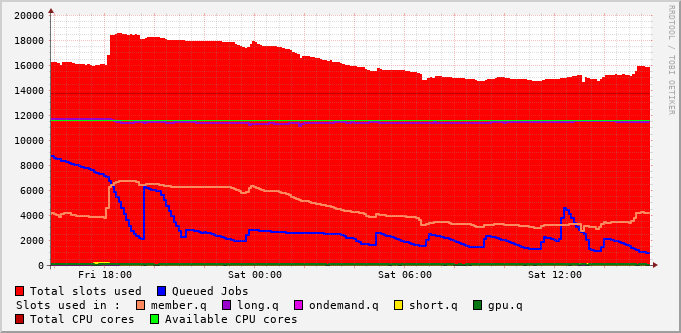 20000
18000
16000
14000
12000
10000
8000
6000
4000
2000
0
Fri 18:00 Sat 00:00 Sat 06:00 Sat 12:00
RRDTOOL / TOBI OETIKER
Total slots used Queued Jobs
Slots used in : member.q long.q ondemand.q short.q gpu.q
Total CPU cores Available CPU cores